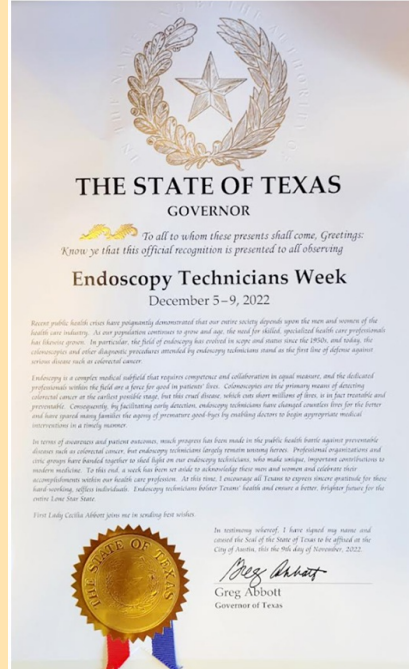 THE STATE OF TEXAS
GOVERNOR
To all to whom these presents shall come, Greetings:
Know ye that this official recognition is presented to all observing
Endoscopy Technicians Week
December 5–9, 2022
Recent public health crises have poignantly demonstrated that our entire society depends upon the men and women of the
health care industry. As our population continues to grow and age, the need for skilled, specialized health care professionals
has likewise grown. In particular, the field of endoscopy has evolved in scope and status since the 1950s, and today, the
colonoscopies and other diagnostic procedures attended by endoscopy technicians stand as the first line of defense against
serious disease such as colorectal cancer.
Endoscopy is a complex medical subfield that requires competence and collaboration in equal measure, and the dedicated
professionals within the field are a force for good in patients' lives. Colonoscopies are the primary means of detecting
colorectal cancer at the earliest possible stage, but this cruel disease, which cuts short millions of lives, is in fact treatable and
preventable. Consequently, by facilitating early detection, endoscopy technicians have changed countless lives for the better
and have spared many families the agony of premature good-byes by enabling doctors to begin appropriate medical
interventions in a timely manner.
In terms of awareness and patient outcomes, much progress has been made in the public health battle against preventable
diseases such as colorectal cancer, but endoscopy technicians largely remain unsung heroes. Professional organizations and
civic groups have banded together to shed light on our endoscopy technicians, who make unique, important contributions to
modern medicine. To this end, a week has been set aside to acknowledge these men and women and celebrate their
accomplishments within our health care profession. At this time, I encourage all Texans to express sincere gratitude for these
hard-working, selfless individuals. Endoscopy technicians bolster Texans' health and ensure a better, brighter future for the
entire Lone Star State.
First Lady Cecilia Abbott joins me in sending best wishes.
In testimony whereof, I have signed my name and
caused the Seal of the State of Texas to be affixed at the
City of Austin, this the 9th day of November, 2022.
Greg Abbott
Greg Abbott
Governor of Texas
THE STATE OF TEXAS